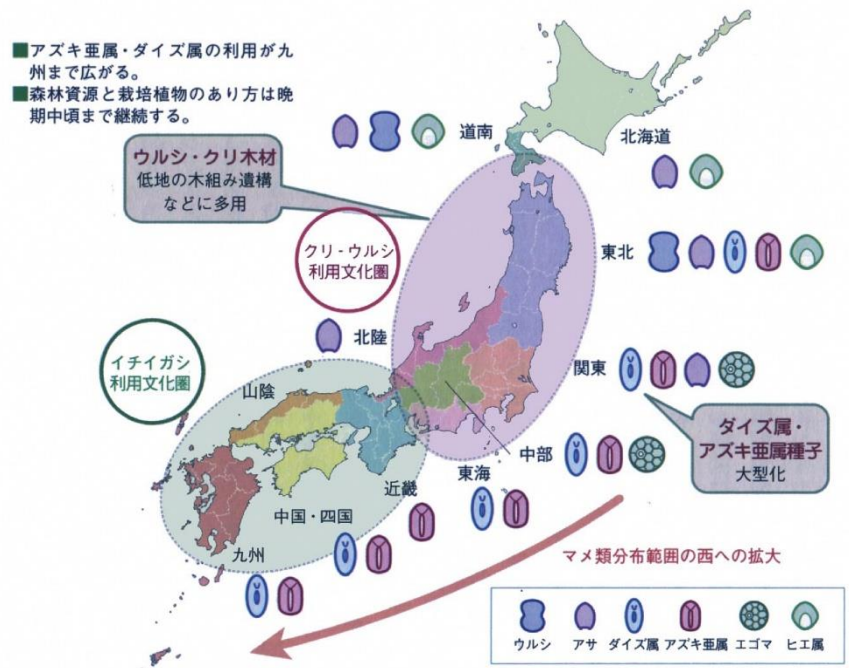 ■アズキ亜属・ダイズ属の利用が九
州まで広がる。
■森林資源と栽培植物のあり方は晩
期中頃まで継続する。
ウルシ・クリ木材
低地の木組み遺構
などに多用
クリ-ウルシ
利用文化圏
イチイガシ
利用文化圏
道南
北海道
東北
北陸
関東
山陰
中部
東海
近畿
中国・四国
九州
ダイズ属・
アズキ亜属種子
大型化
マメ類分布範囲の西への拡大
ウルシ アサ ダイズ属 アズキ亜属 エゴマ ヒエ属